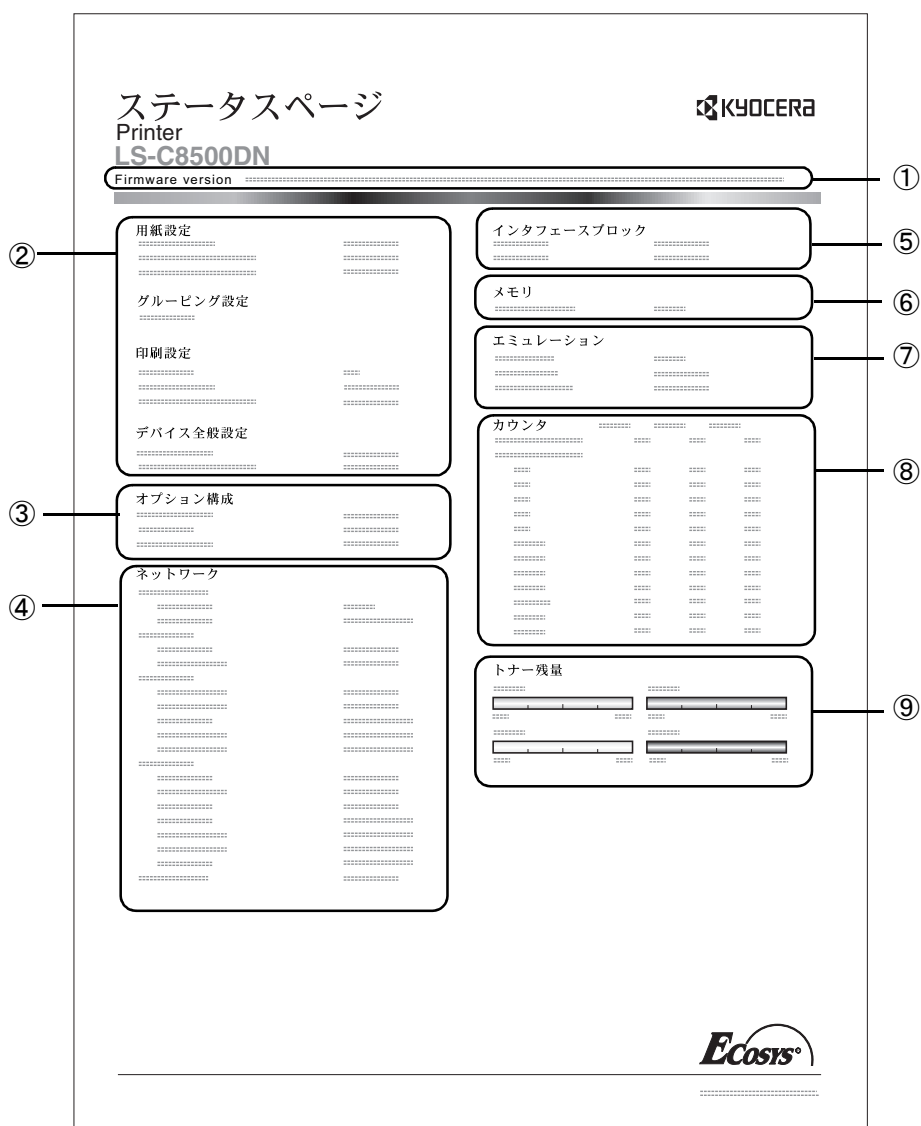 ステータスページ
KYOCERA
Printer
LS-C8500DN
Firmware version
①
②
用紙設定
グルーピング設定
印刷設定
デバイス全般設定
③
オプション構成
④
ネットワーク
インタフェースブロック
⑤
メモリ
⑥
エミュレーション
⑦
カウンタ
⑧
トナー残量
⑨
ECOSYS